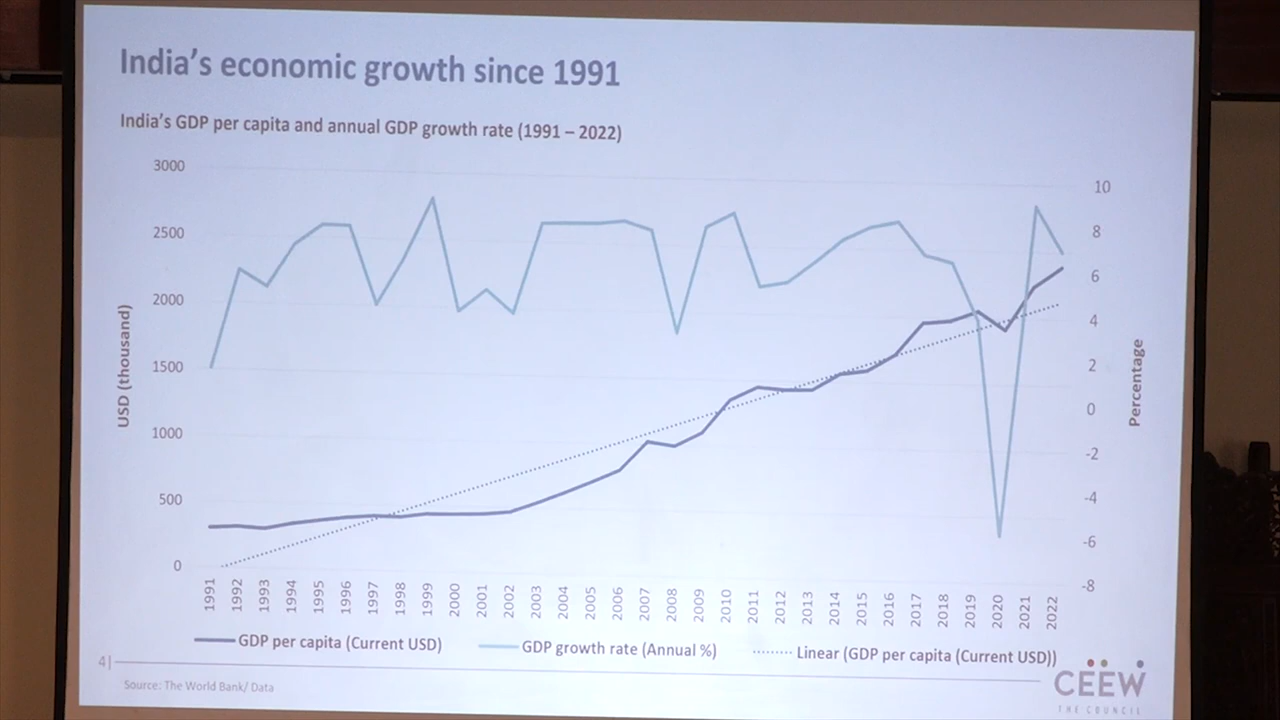 India's economic growth since 1991
India's GDP per capita and annual GDP growth rate (1991 – 2022)
3000
2500
2000
1500
1000
500
0
USD (thousand)
10
8
6
4
2
0
-2
-4
-6
-8
Percentage
1991 1992 1993 1994 1995 1996 1997 1998 1999 2000 2001 2002 2003 2004 2005 2006 2007 2008 2009 2010 2011 2012 2013 2014 2015 2016 2017 2018 2019 2020 2021 2022
GDP per capita (Current USD) GDP growth rate (Annual %) Linear (GDP per capita (Current USD))
4|
Source: The World Bank/ Data
CEEW
THE COUNCIL